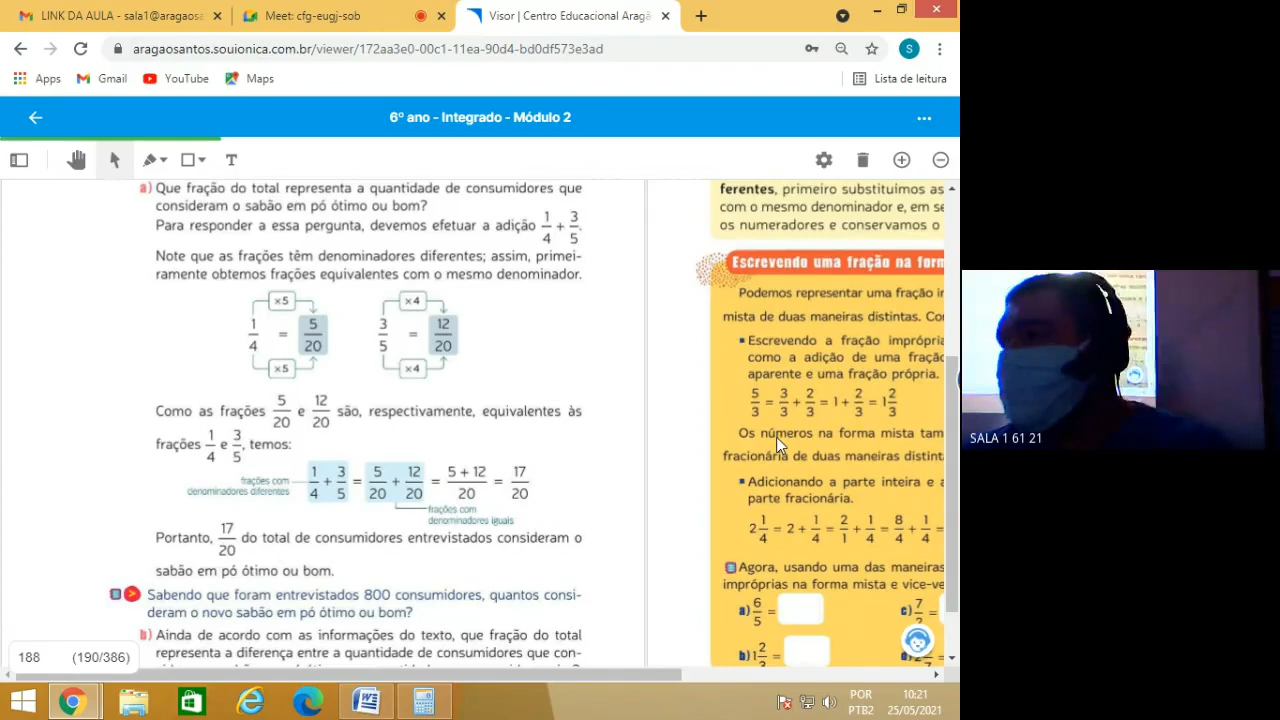 LINK DA AULA - sala1@aragaosa
Meet: cfg-eugj-sob
Visor | Centro Educacional Aragã
aragaosantos.souionica.com.br/viewer/172aa3e0-00c1-11ea-90d4-bd0df573e3ad
S
Apps
Gmail
YouTube
Maps
Lista de leitura
6º ano - Integrado - Módulo 2
T
a) Que fração do total representa a quantidade de consumidores que
consideram o sabão em pó ótimo ou bom?
Para responder a essa pergunta, devemos efetuar a adição 1/4 + 3/5.
Note que as frações têm denominadores diferentes; assim, primei-
ramente obtemos frações equivalentes com o mesmo denominador.
×5 ×4
1/4 = 5/20 3/5 = 12/20
×5 ×4
Como as frações 5/20 e 12/20 são, respectivamente, equivalentes às
frações 1/4 e 3/5, temos:
frações com
denominadores diferentes
1/4 + 3/5 = 5/20 + 12/20 = 5 + 12/20 = 17/20
frações com
denominadores iguais
Portanto, 17/20 do total de consumidores entrevistados consideram o
sabão em pó ótimo ou bom.
Sabendo que foram entrevistados 800 consumidores, quantos consi-
deram o novo sabão em pó ótimo ou bom?
b) Ainda de acordo com as informações do texto, que fração do total
representa a diferença entre a quantidade de consumidores que con-
188 (190/386)
ferentes, primeiro substituímos as
com o mesmo denominador e, em se
os numeradores e conservamos o
Escrevendo uma fração na form
Podemos representar uma fração i
mista de duas maneiras distintas. Co
Escrevendo a fração imprópria
como a adição de uma fração
aparente e uma fração própria.
5/3 = 3/3 + 2/3 = 1 + 2/3 = 1 2/3
Os números na forma mista tam
fracionária de duas maneiras distint
Adicionando a parte inteira e a
parte fracionária.
2 1/4 = 2 + 1/4 = 2/1 + 1/4 = 8/4 + 1/4 =
Agora, usando uma das maneiras
impróprias na forma mista e vice-ve
a) 6/5 =
c) 7/2 =
b) 1 2/3 =
SALA 1 61 21
POR
PTB2
10:21
25/05/2021